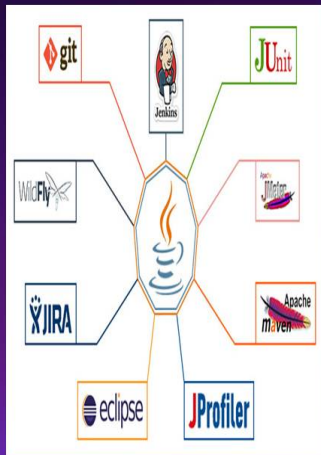 git
Jenkins
JUnit
WildFly
Apache
JMeter
JIRA
Apache
maven
eclipse
JProfiler